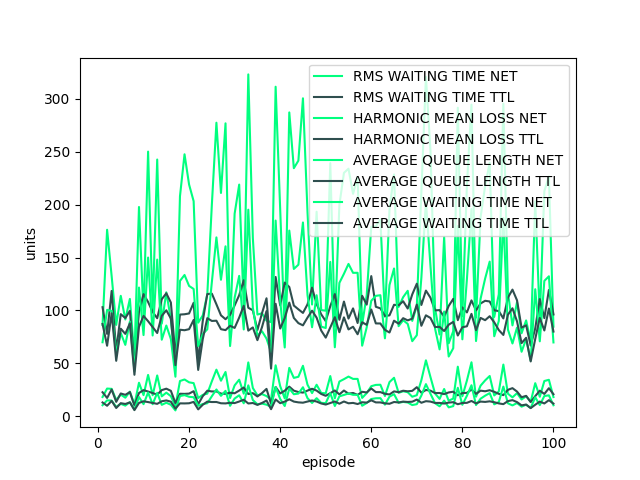 RMS WAITING TIME NET
RMS WAITING TIME TTL
HARMONIC MEAN LOSS NET
HARMONIC MEAN LOSS TTL
AVERAGE QUEUE LENGTH NET
AVERAGE QUEUE LENGTH TTL
AVERAGE WAITING TIME NET
AVERAGE WAITING TIME TTL
300
250
200
150
100
50
0
units
0 20 40 60 80 100
episode